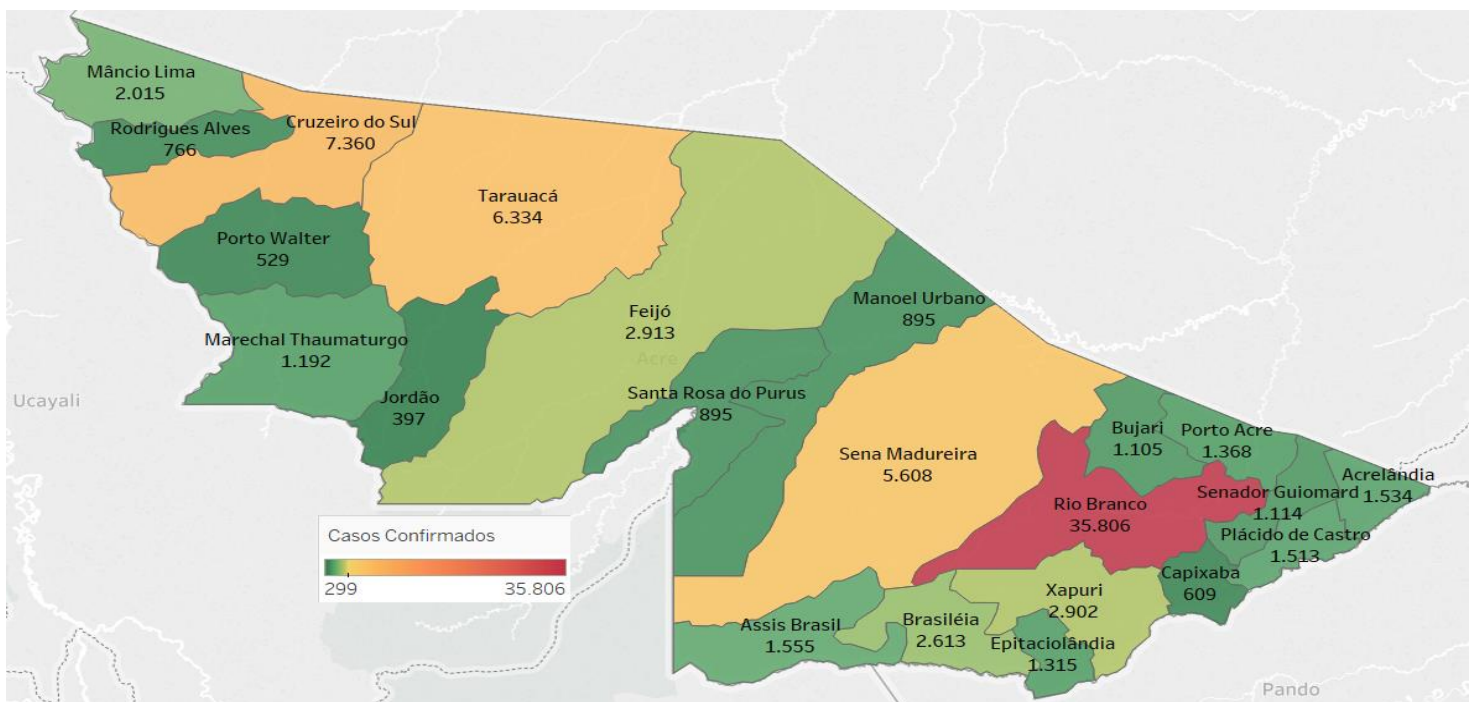 Mâncio Lima
2.015
Rodrigues Alves
766
Cruzeiro do Sul
7.360
Tarauacá
6.334
Porto Walter
529
Marechal Thaumaturgo
1.192
Jordão
397
Feijó
2.913
Acre
Manoel Urbano
895
Santa Rosa do Purus
895
Ucayali
Sena Madureira
5.608
Bujari
1.105
Porto Acre
1.368
Acrelândia
1.534
Senador Guiomard
1.114
Rio Branco
35.806
Plácido de Castro
1.513
Capixaba
609
Xapuri
2.902
Brasiléia
2.613
Assis Brasil
1.555
Epitaciolândia
1.315
Casos Confirmados
299 35.806
Pando